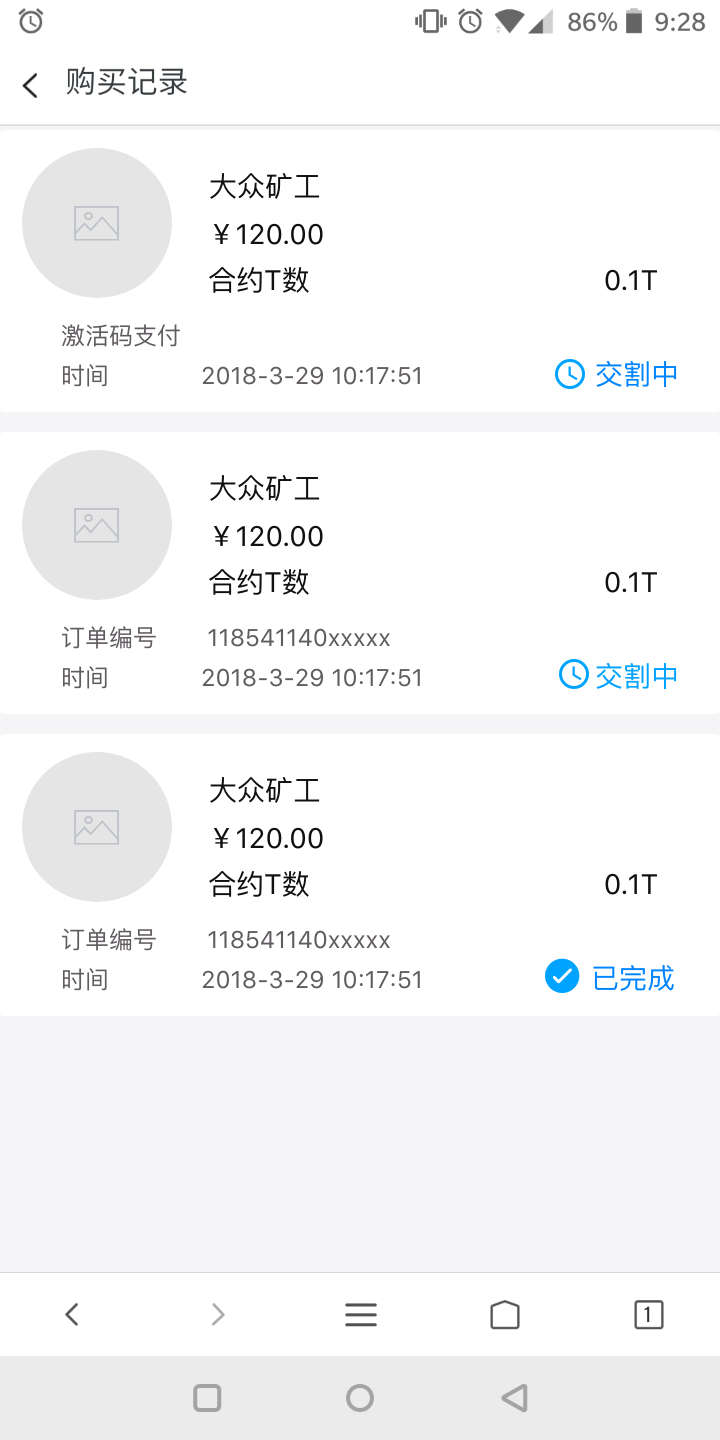 86% 9:28
购买记录
大众矿工
￥120.00
合约T数 0.1T
激活码支付
时间 2018-3-29 10:17:51 交割中
大众矿工
￥120.00
合约T数 0.1T
订单编号 118541140xxxxx
时间 2018-3-29 10:17:51 交割中
大众矿工
￥120.00
合约T数 0.1T
订单编号 118541140xxxxx
时间 2018-3-29 10:17:51 已完成
1